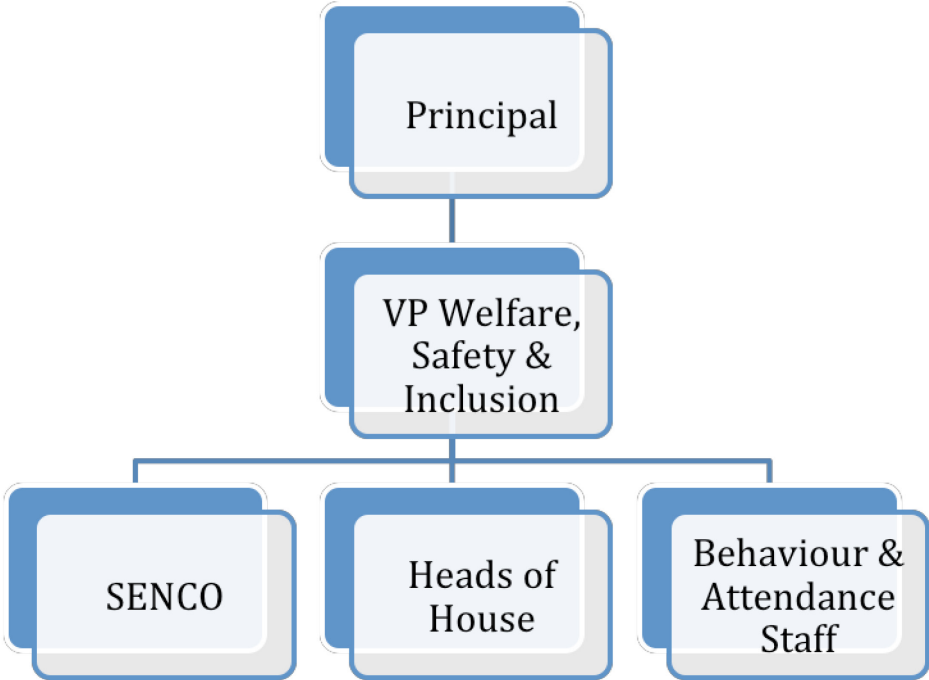 Principal
VP Welfare,
Safety &
Inclusion
SENCO
Heads of
House
Behaviour &
Attendance
Staff